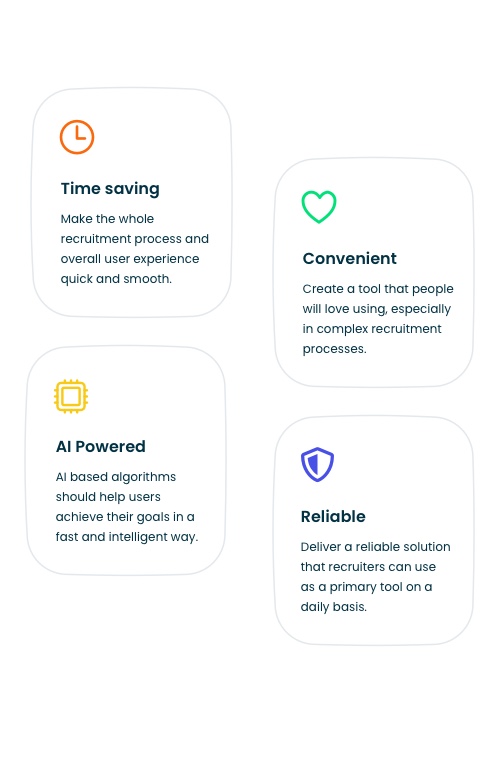 Time saving
Make the whole
recruitment process and
overall user experience
quick and smooth.
Convenient
Create a tool that people
will love using, especially
in complex recruitment
processes.
AI Powered
AI based algorithms
should help users
achieve their goals in a
fast and intelligent way.
Reliable
Deliver a reliable solution
that recruiters can use
as a primary tool on a
daily basis.